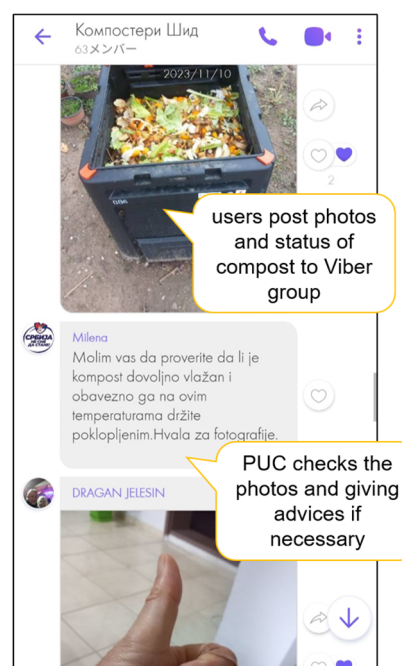 Компостери Шид
63メンバー
2023/11/10
2
users post photos
and status of
compost to Viber
group
Milena
Molim vas da proverite da li je
kompost dovoljno vlažan i
obavezno ga na ovim
temperaturama držite
poklopljenim.Hvala za fotografije.
PUC checks the
photos and giving
advices if
necessary
DRAGAN JELESIN